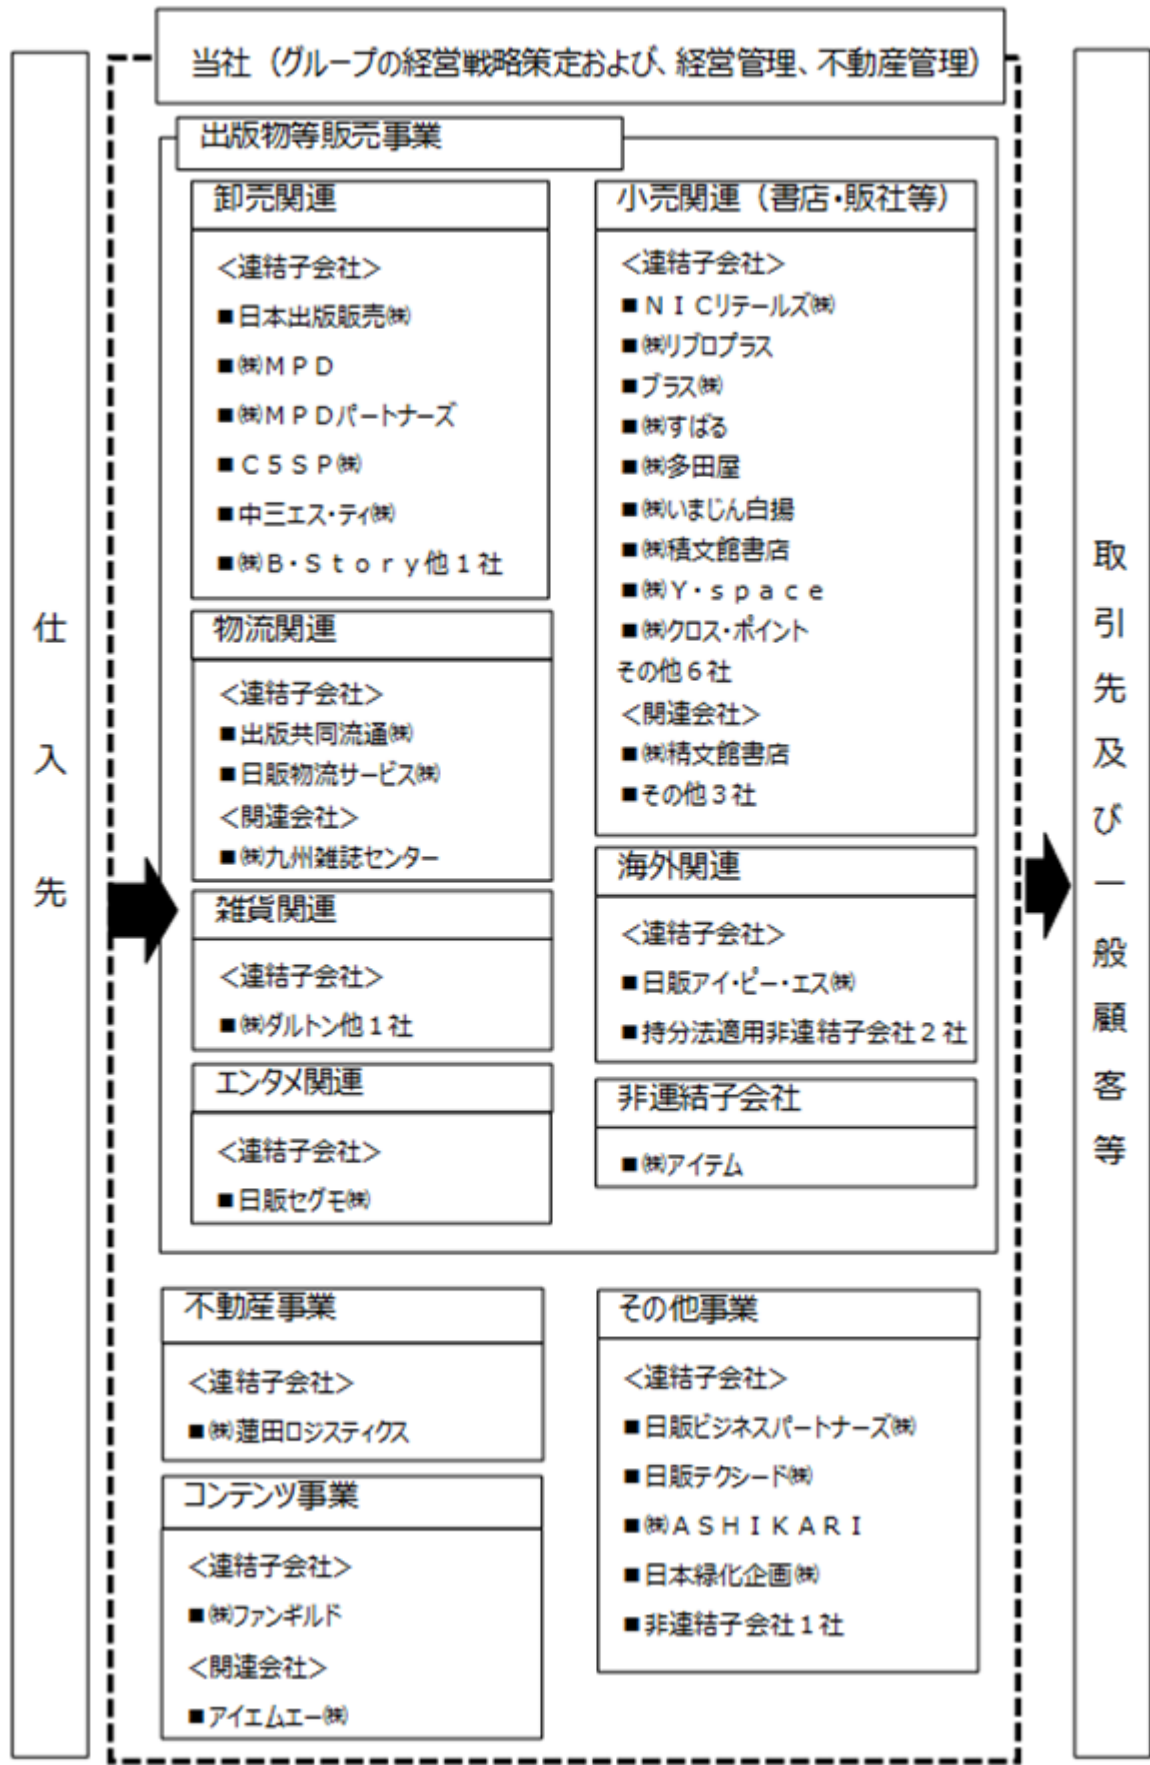 当社（グループの経営戦略策定および、経営管理、不動産管理）
仕入先
出版物等販売事業
卸売関連
＜連結子会社＞
■日本出版販売㈱
■㈱ＭＰＤ
■㈱ＭＰＤパートナーズ
■Ｃ５ＳＰ㈱
■中三エス・ティ㈱
■㈱Ｂ・Ｓｔｏｒｙ他１社
物流関連
＜連結子会社＞
■出版共同流通㈱
■日販物流サービス㈱
＜関連会社＞
■㈱九州雑誌センター
雑貨関連
＜連結子会社＞
■㈱ダルトン他１社
エンタメ関連
＜連結子会社＞
■日販セグモ㈱
小売関連（書店・販社等）
＜連結子会社＞
■ＮＩＣリテールズ㈱
■㈱リブロプラス
■ブラス㈱
■㈱すばる
■㈱多田屋
■㈱いまじん白揚
■㈱積文館書店
■㈱Ｙ・ｓｐａｃｅ
■㈱クロス・ポイント
その他６社
＜関連会社＞
■㈱精文館書店
■その他３社
海外関連
＜連結子会社＞
■日販アイ・ピー・エス㈱
■持分法適用非連結子会社２社
非連結子会社
■㈱アイテム
不動産事業
＜連結子会社＞
■㈱蓮田ロジスティクス
コンテンツ事業
＜連結子会社＞
■㈱ファンギルド
＜関連会社＞
■アイエムエー㈱
その他事業
＜連結子会社＞
■日販ビジネスパートナーズ㈱
■日販テクシード㈱
■㈱ＡＳＨＩＫＡＲＩ
■日本緑化企画㈱
■非連結子会社１社
取引先及び一般顧客等